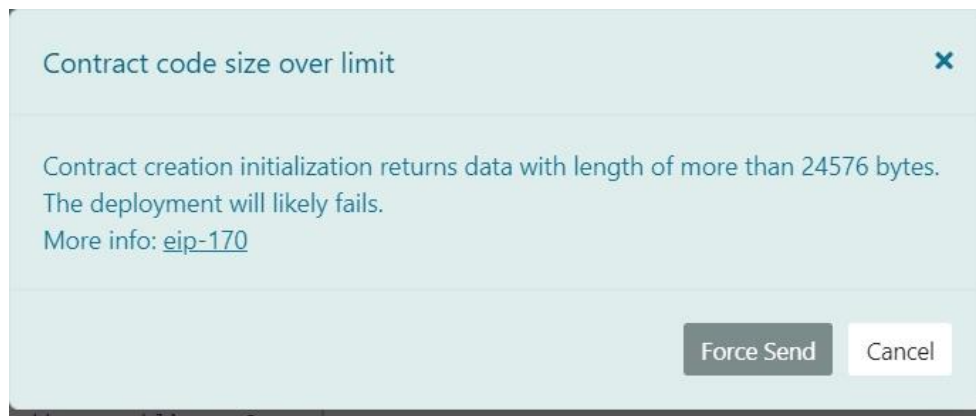 Contract code size over limit
Contract creation initialization returns data with length of more than 24576 bytes.
The deployment will likely fails.
More info: eip-170
Force Send Cancel